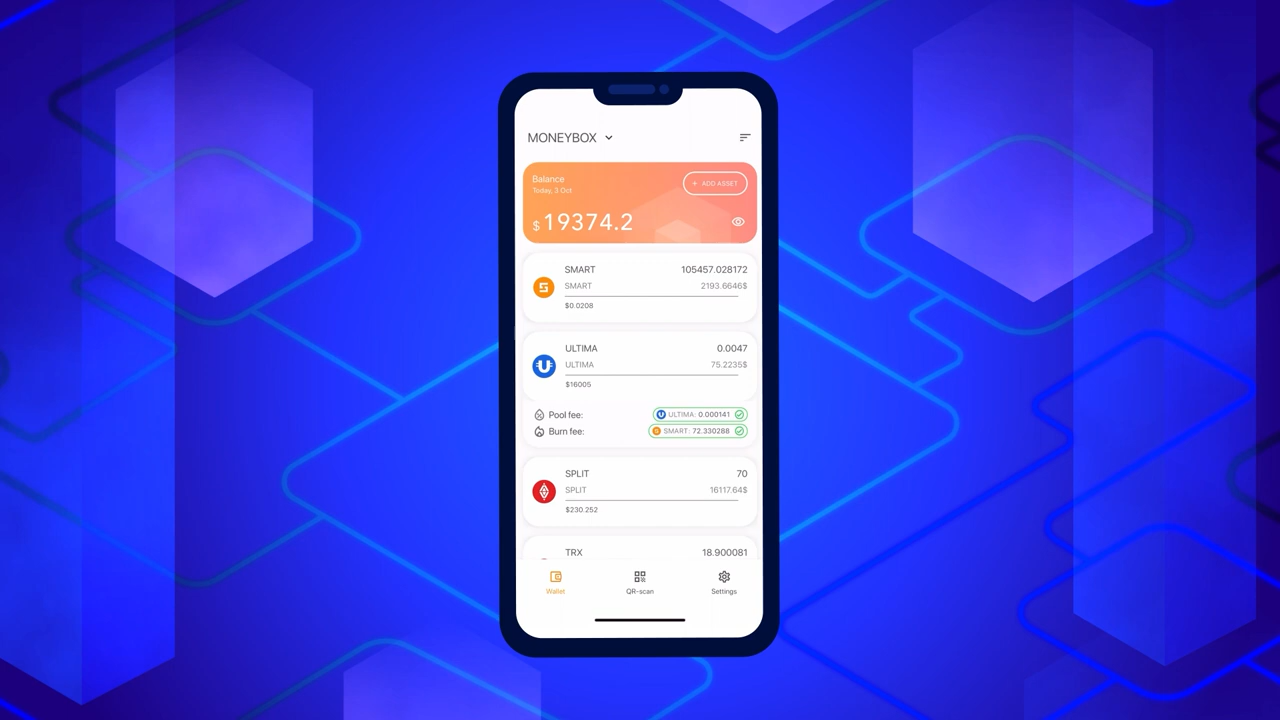 MONEYBOX
Balance
Today, 3 Oct
+ ADD ASSET
$19374.2
SMART 105457.028172
SMART 2193.6646$
$0.0208
ULTIMA 0.0047
ULTIMA 75.2235$
$16005
Pool fee: ULTIMA: 0.000141
Burn fee: SMART: 72.330288
SPLIT 70
SPLIT 16117.64$
$230.252
TRX 18.900081
Wallet QR-scan Settings